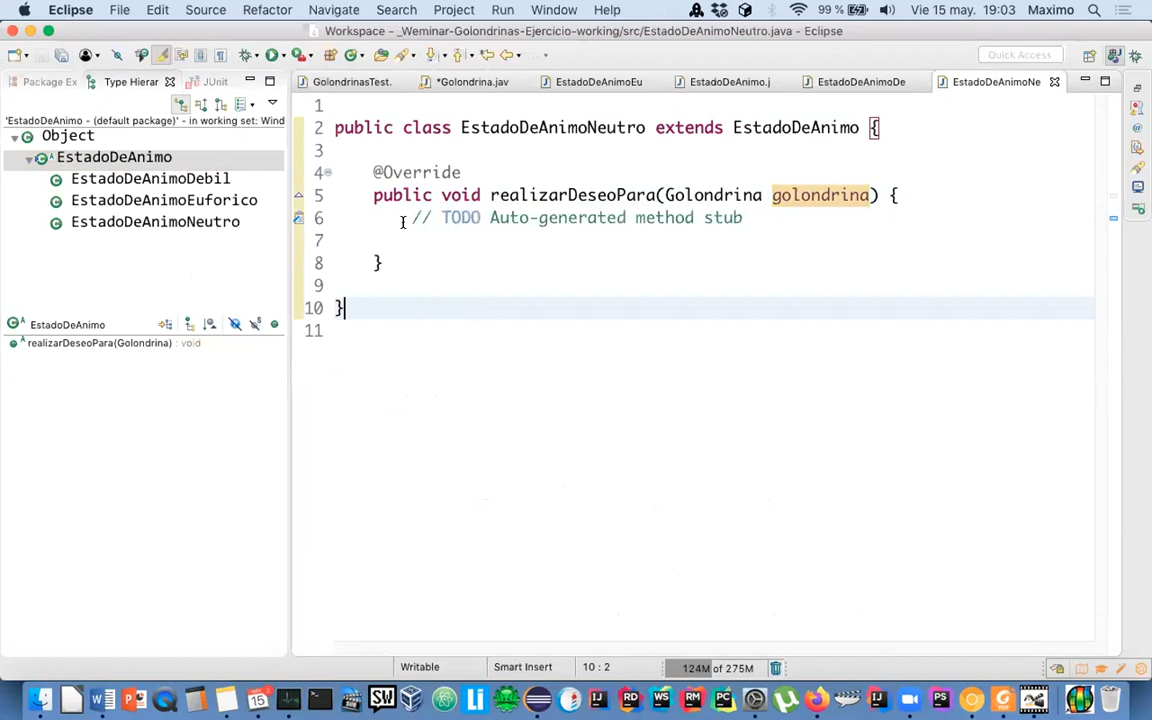 Eclipse File Edit Source Refactor Navigate Search Project Run Window Help 99 % Vie 15 may. 19:03 Maximo
Workspace - _Weminar-Golondrinas-Ejercicio-working/src/EstadoDeAnimoNeutro.java - Eclipse
Quick Access
Package Ex Type Hierar JUnit
GolondrinasTest. *Golondrina.jav EstadoDeAnimoEu EstadoDeAnimo.j EstadoDeAnimoDe EstadoDeAnimoNe
'EstadoDeAnimo - (default package)' - in working set: Wind
Object
EstadoDeAnimo
EstadoDeAnimoDebil
EstadoDeAnimoEuforico
EstadoDeAnimoNeutro
EstadoDeAnimo
realizarDeseoPara(Golondrina) : void
1
2 public class EstadoDeAnimoNeutro extends EstadoDeAnimo {
3
4 @Override
5 public void realizarDeseoPara(Golondrina golondrina) {
6 // TODO Auto-generated method stub
7
8 }
9
10 }
11
Writable Smart Insert 10 : 2 124M of 275M